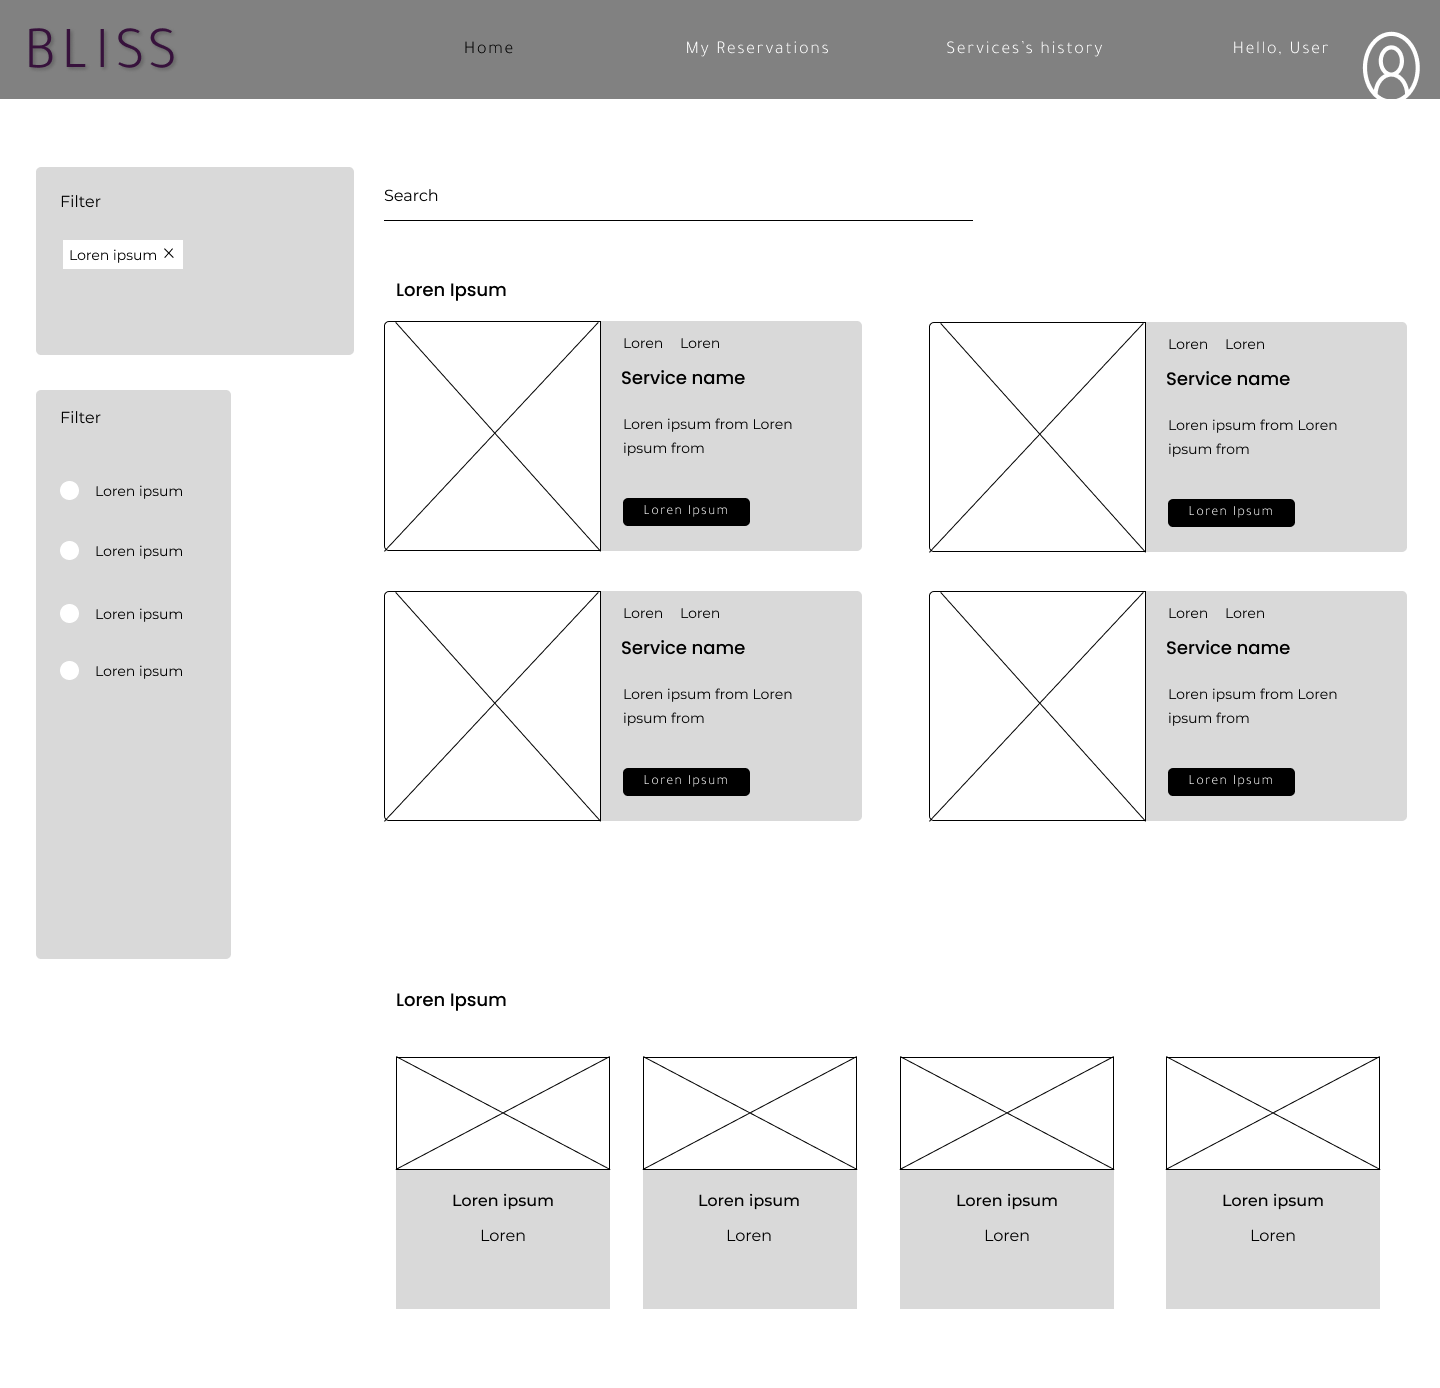 BLISS
Home
My Reservations
Services's history
Hello, User
Filter
Loren ipsum X
Filter
Loren ipsum
Loren ipsum
Loren ipsum
Loren ipsum
Search
Loren Ipsum
Loren Loren
Service name
Loren ipsum from Loren
ipsum from
Loren Ipsum
Loren Loren
Service name
Loren ipsum from Loren
ipsum from
Loren Ipsum
Loren Loren
Service name
Loren ipsum from Loren
ipsum from
Loren Ipsum
Loren Loren
Service name
Loren ipsum from Loren
ipsum from
Loren Ipsum
Loren Ipsum
Loren ipsum
Loren
Loren ipsum
Loren
Loren ipsum
Loren
Loren ipsum
Loren